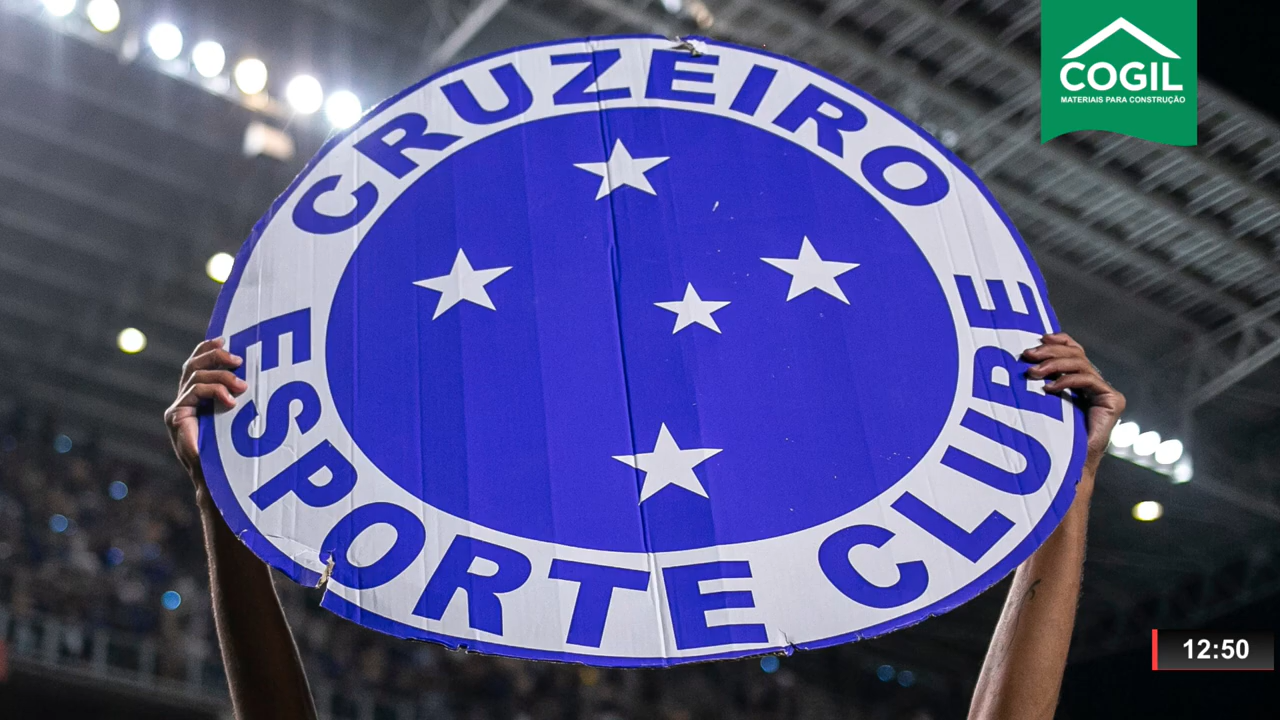 CRUZEIRO
ESPORTE CLUBE
COGIL
MATERIAIS PARA CONSTRUÇÃO
12:50